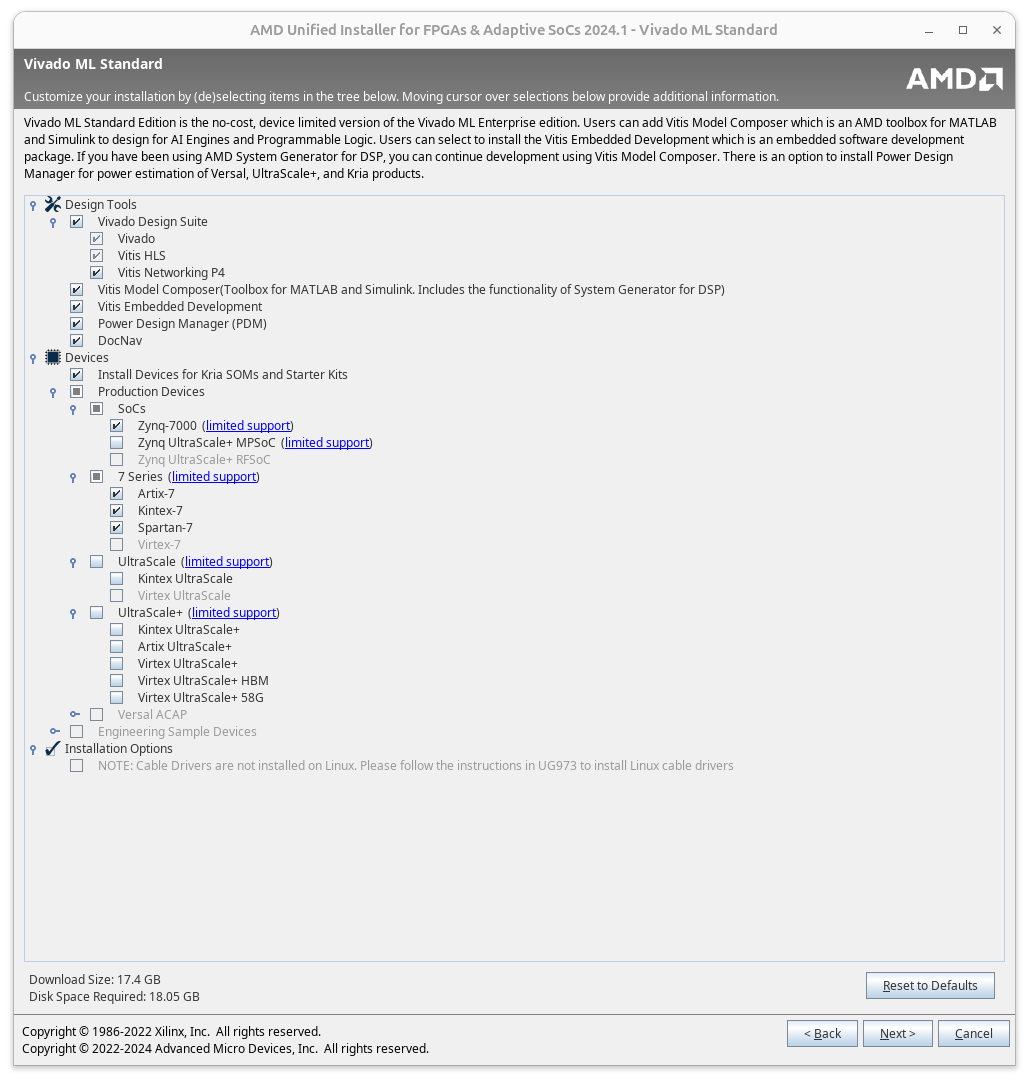 AMD Unified Installer for FPGAs & Adaptive SoCs 2024.1 - Vivado ML Standard
Vivado ML Standard
AMD
Customize your installation by (de)selecting items in the tree below. Moving cursor over selections below provide additional information.
Vivado ML Standard Edition is the no-cost, device limited version of the Vivado ML Enterprise edition. Users can add Vitis Model Composer which is an AMD toolbox for MATLAB
and Simulink to design for AI Engines and Programmable Logic. Users can select to install the Vitis Embedded Development which is an embedded software development
package. If you have been using AMD System Generator for DSP, you can continue development using Vitis Model Composer. There is an option to install Power Design
Manager for power estimation of Versal, UltraScale+, and Kria products.
Design Tools
Vivado Design Suite
Vivado
Vitis HLS
Vitis Networking P4
Vitis Model Composer(Toolbox for MATLAB and Simulink. Includes the functionality of System Generator for DSP)
Vitis Embedded Development
Power Design Manager (PDM)
DocNav
Devices
Install Devices for Kria SOMs and Starter Kits
Production Devices
SoCs
Zynq-7000 (limited support)
Zynq UltraScale+ MPSoC (limited support)
Zynq UltraScale+ RFSoC
7 Series (limited support)
Artix-7
Kintex-7
Spartan-7
Virtex-7
UltraScale (limited support)
Kintex UltraScale
Virtex UltraScale
UltraScale+ (limited support)
Kintex UltraScale+
Artix UltraScale+
Virtex UltraScale+
Virtex UltraScale+ HBM
Virtex UltraScale+ 58G
Versal ACAP
Engineering Sample Devices
Installation Options
NOTE: Cable Drivers are not installed on Linux. Please follow the instructions in UG973 to install Linux cable drivers
Download Size: 17.4 GB
Disk Space Required: 18.05 GB
Reset to Defaults
Copyright © 1986-2022 Xilinx, Inc. All rights reserved.
Copyright © 2022-2024 Advanced Micro Devices, Inc. All rights reserved.
< Back
Next >
Cancel